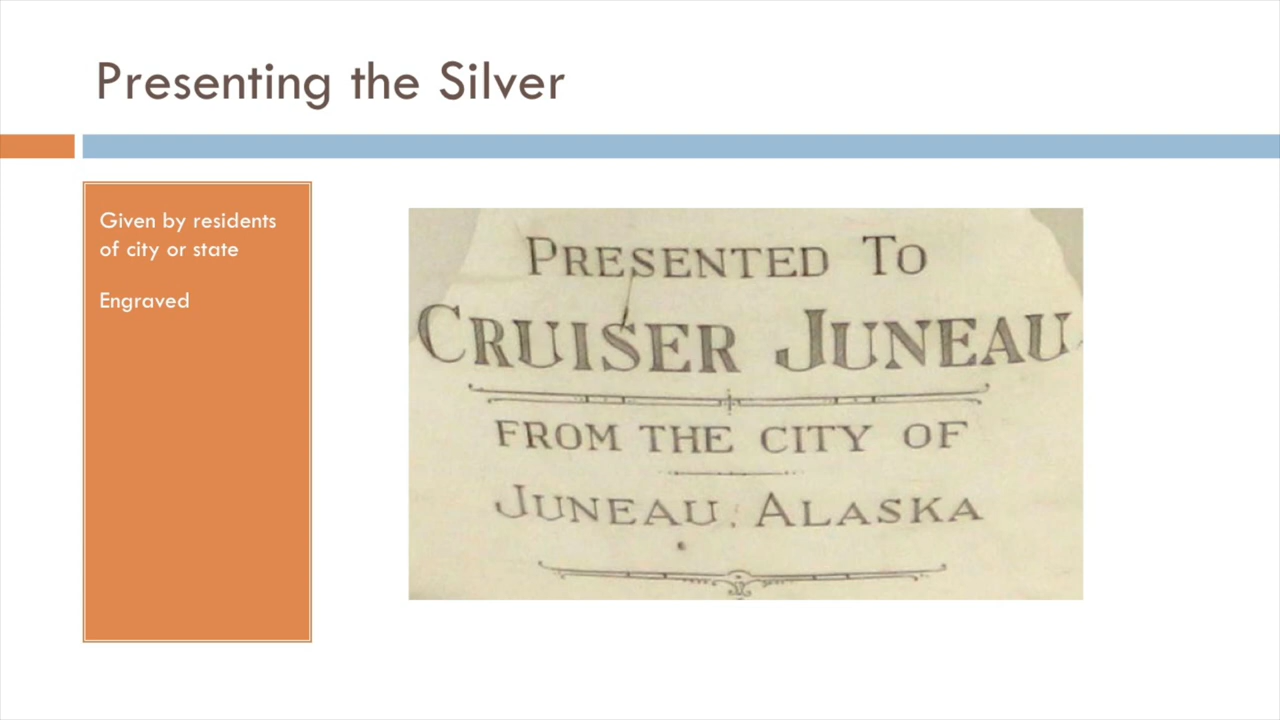 Presenting the Silver
Given by residents
of city or state
Engraved
PRESENTED TO
CRUISER JUNEAU
FROM THE CITY OF
JUNEAU, ALASKA